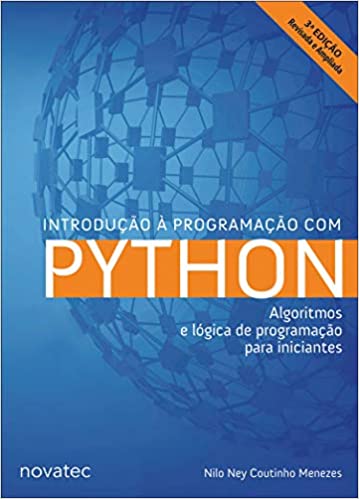 3ª EDIÇÃO
Revisada e Ampliada
INTRODUÇÃO À PROGRAMAÇÃO COM
PYTHON
Algoritmos
e lógica de programação
para iniciantes
novatec
Nilo Ney Coutinho Menezes